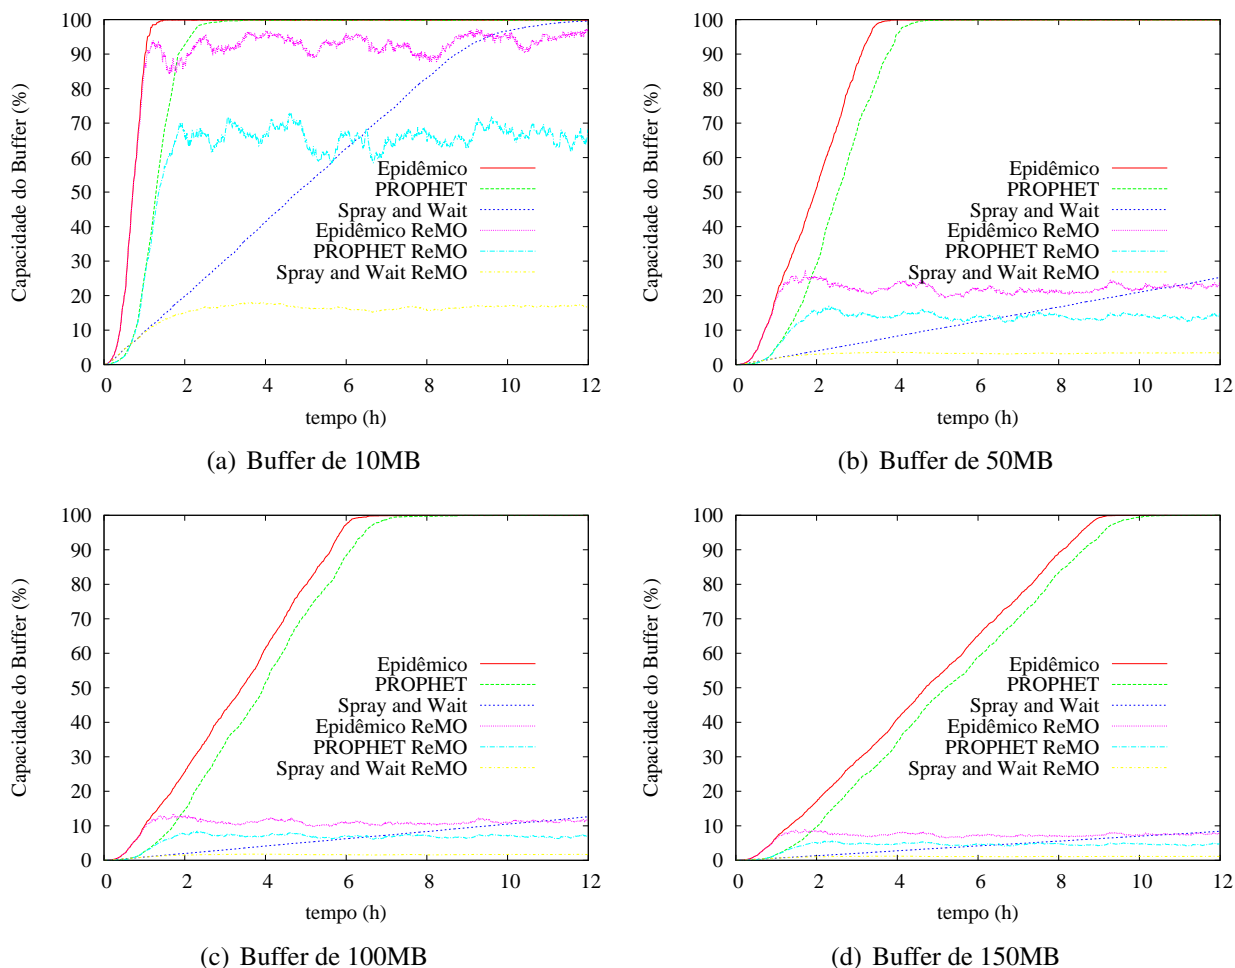 100
90
80
70
60
50
40
30
20
10
0
Capacidade do Buffer (%)
Epidêmico
PROPHET
Spray and Wait
Epidêmico ReMO
PROPHET ReMO
Spray and Wait ReMO
0 2 4 6 8 10 12
tempo (h)
(a) Buffer de 10MB
100
90
80
70
60
50
40
30
20
10
0
Capacidade do Buffer (%)
Epidêmico
PROPHET
Spray and Wait
Epidêmico ReMO
PROPHET ReMO
Spray and Wait ReMO
0 2 4 6 8 10 12
tempo (h)
(b) Buffer de 50MB
100
90
80
70
60
50
40
30
20
10
0
Capacidade do Buffer (%)
Epidêmico
PROPHET
Spray and Wait
Epidêmico ReMO
PROPHET ReMO
Spray and Wait ReMO
0 2 4 6 8 10 12
tempo (h)
(c) Buffer de 100MB
100
90
80
70
60
50
40
30
20
10
0
Capacidade do Buffer (%)
Epidêmico
PROPHET
Spray and Wait
Epidêmico ReMO
PROPHET ReMO
Spray and Wait ReMO
0 2 4 6 8 10 12
tempo (h)
(d) Buffer de 150MB